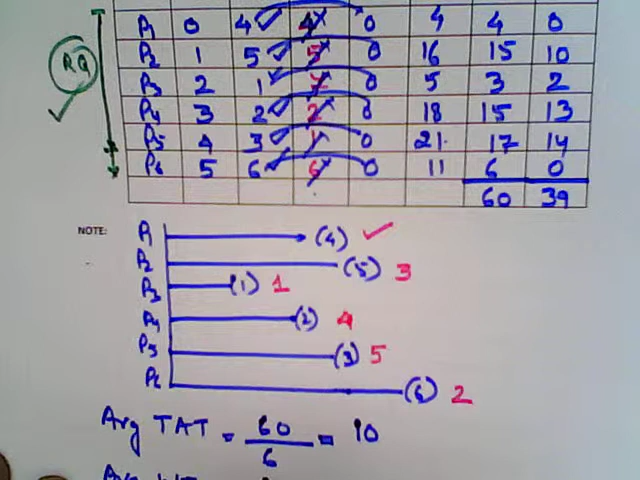 P1 0 4 4 0 4 4 0
P2 1 5 5 0 16 15 10
RQ
P3 2 1 7 0 5 3 2
P4 3 2 2 0 18 15 13
P5 4 3 1 0 21 17 14
P6 5 6 6 0 11 6 0
60 39
NOTE:
P1 (4)
P2 (5) 3
P3 (1) 1
P4 (2) 4
P5 (3) 5
P6 (6) 2
Avg TAT = 60/6 = 10